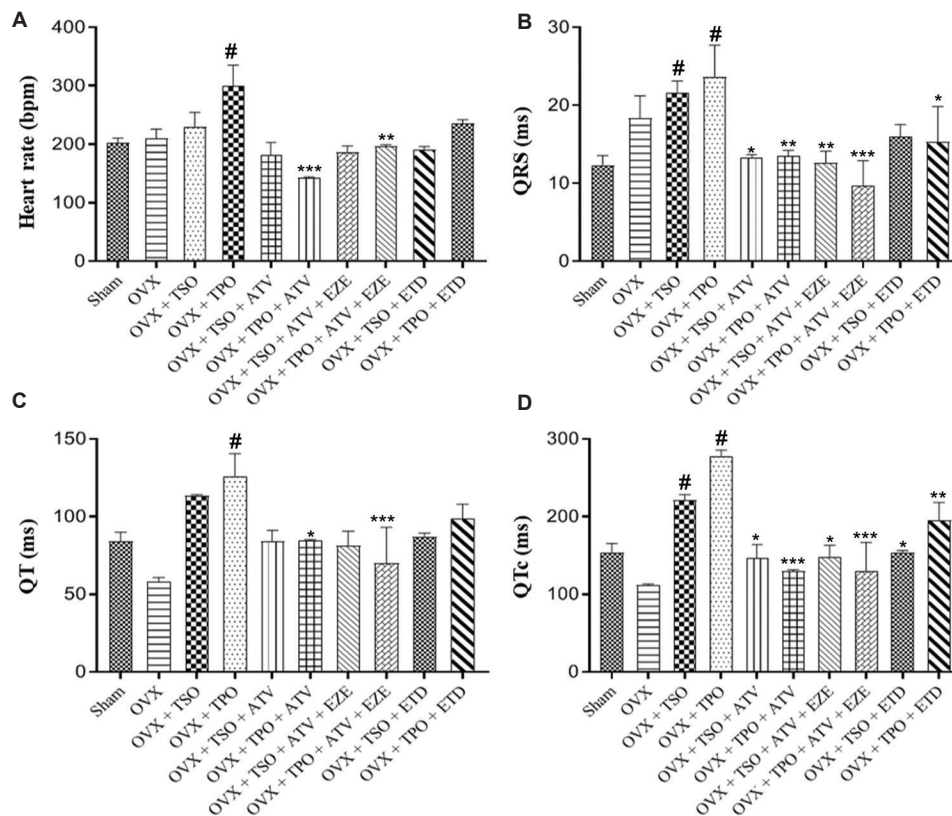 A
Heart rate (bpm)
400
300
200
100
0
#
***
**
Sham
OVX
OVX + TSO
OVX + TPO
OVX + TSO + ATV
OVX + TPO + ATV
OVX + TSO + ATV + EZE
OVX + TPO + ATV + EZE
OVX + TSO + ETD
OVX + TPO + ETD
B
QRS (ms)
30
20
10
0
#
#
*
**
**
***
*
Sham
OVX
OVX + TSO
OVX + TPO
OVX + TSO + ATV
OVX + TPO + ATV
OVX + TSO + ATV + EZE
OVX + TPO + ATV + EZE
OVX + TSO + ETD
OVX + TPO + ETD
C
QT (ms)
150
100
50
0
#
*
***
Sham
OVX
OVX + TSO
OVX + TPO
OVX + TSO + ATV
OVX + TPO + ATV
OVX + TSO + ATV + EZE
OVX + TPO + ATV + EZE
OVX + TSO + ETD
OVX + TPO + ETD
D
QTc (ms)
300
200
100
0
#
#
*
***
*
***
*
**
Sham
OVX
OVX + TSO
OVX + TPO
OVX + TSO + ATV
OVX + TPO + ATV
OVX + TSO + ATV + EZE
OVX + TPO + ATV + EZE
OVX + TSO + ETD
OVX + TPO + ETD